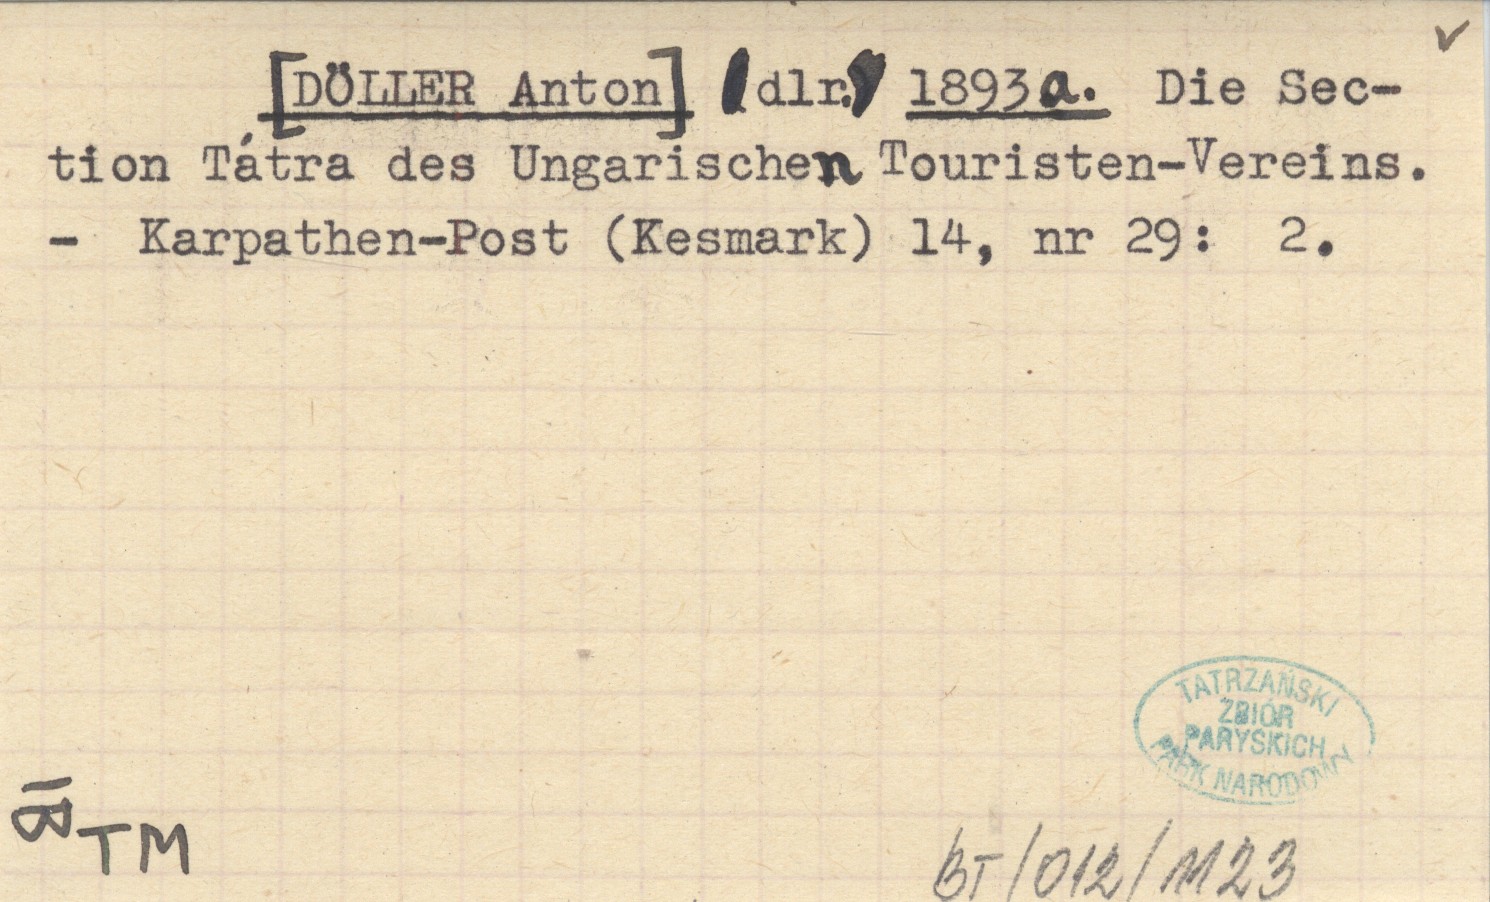 ✓
[DÖLLER Anton] (dlr.) 1893a. Die Sec-
tion Tátra des Ungarischen Touristen-Vereins.
- Karpathen-Post (Kesmark) 14, nr 29: 2.
TATRZAŃSKI
ZBIÓR
PARYSKICH
PARK NARODOWY
B TM
BT/012/1123